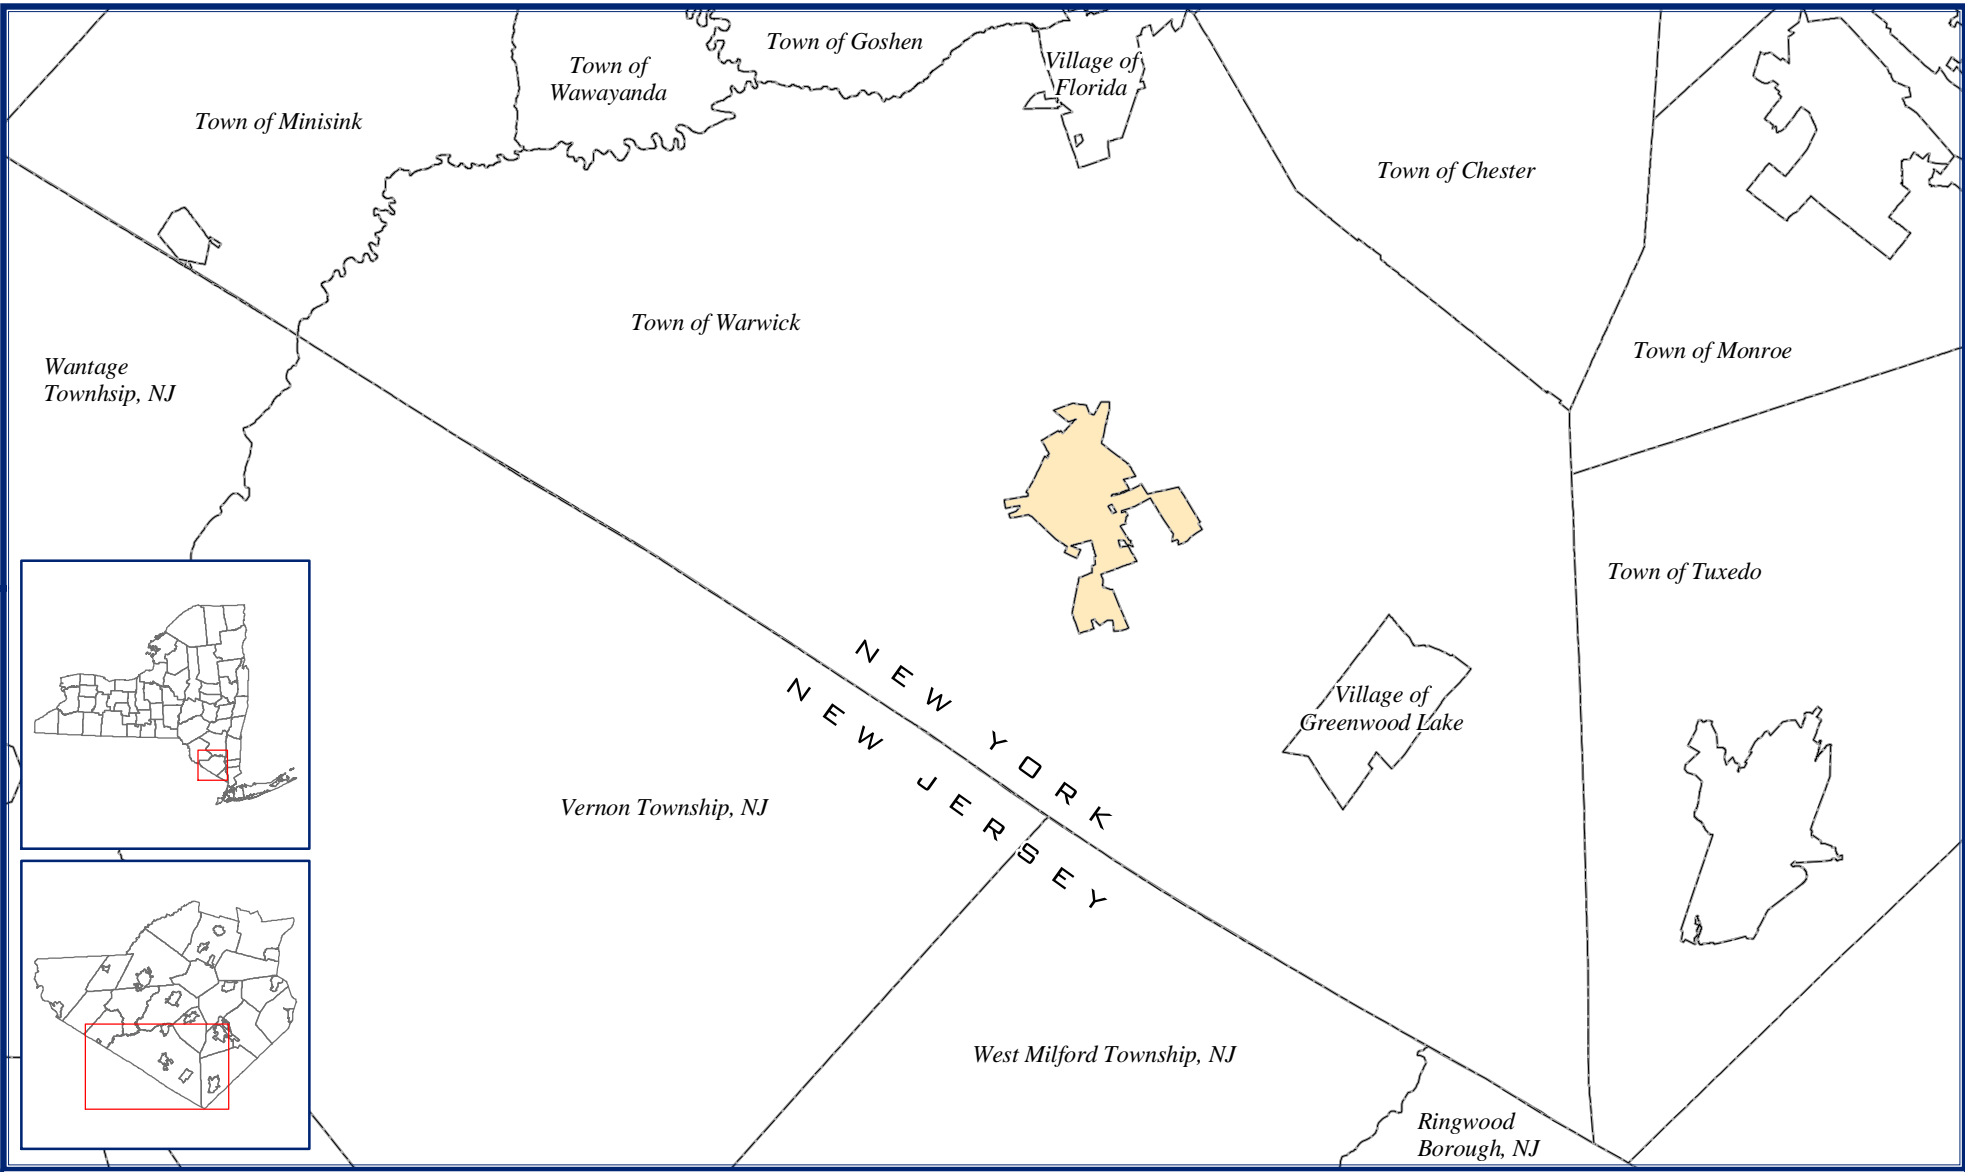 Town of Goshen
Town of
Wawayanda
Village of
Florida
Town of Minisink
Town of Chester
Town of Warwick
Town of Monroe
Wantage
Townhsip, NJ
Town of Tuxedo
NEW YORK
NEW JERSEY
Village of
Greenwood Lake
Vernon Township, NJ
West Milford Township, NJ
Ringwood
Borough, NJ